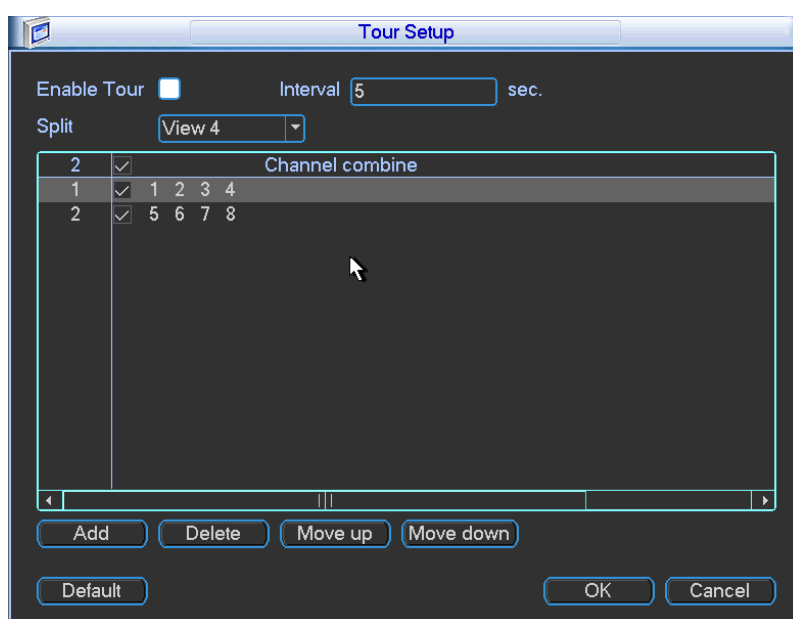 Tour Setup
Enable Tour Interval 5 sec.
Split View 4
2 Channel combine
1 1 2 3 4
2 5 6 7 8
Add Delete Move up Move down
Default OK Cancel